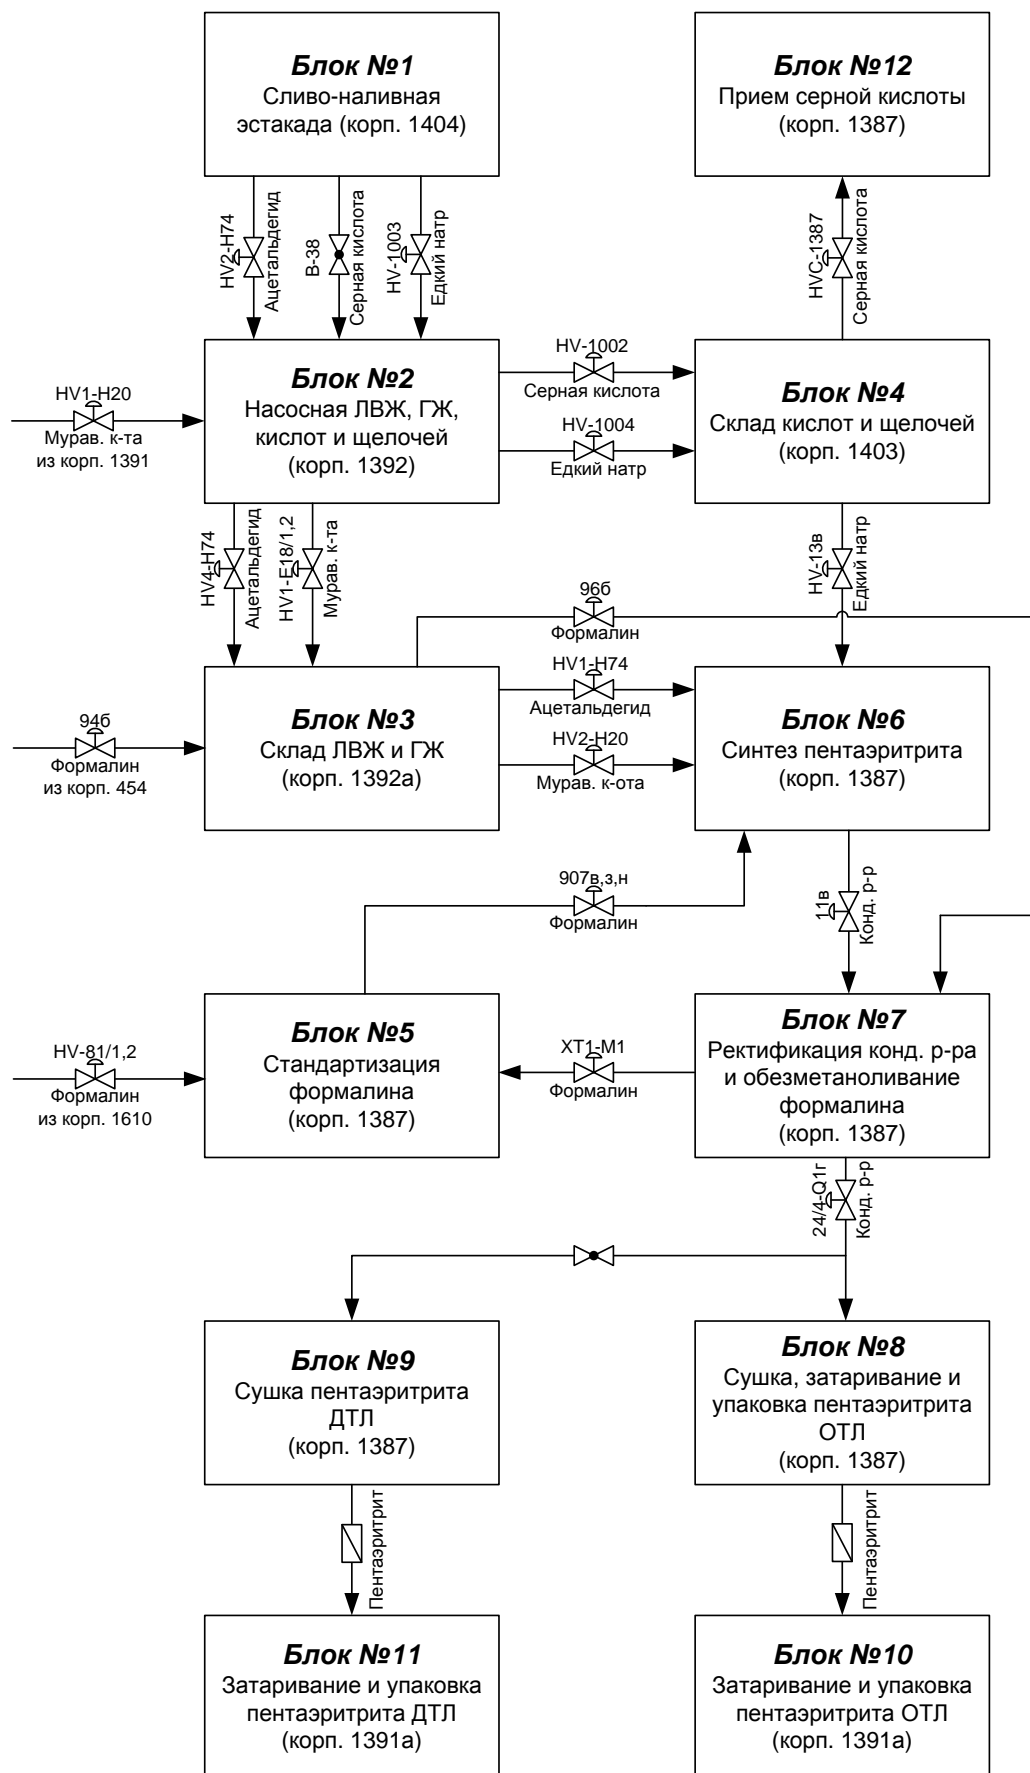 Блок №1
Сливо-наливная
эстакада (корп. 1404)
Блок №12
Прием серной кислоты
(корп. 1387)
HV2-H74
Ацетальдегид
В-38
Серная кислота
HV-1003
Едкий натр
HVC-1387
Серная кислота
Блок №2
Насосная ЛВЖ, ГЖ,
кислот и щелочей
(корп. 1392)
HV-1002
Серная кислота
HV-1004
Едкий натр
Блок №4
Склад кислот и щелочей
(корп. 1403)
HV1-H20
Мурав. к-та
из корп. 1391
HV4-H74
Ацетальдегид
HV1-E18/1,2
Мурав. к-та
HV-13в
Едкий натр
96б
Формалин
Блок №3
Склад ЛВЖ и ГЖ
(корп. 1392а)
HV1-H74
Ацетальдегид
HV2-H20
Мурав. к-ота
Блок №6
Синтез пентаэритрита
(корп. 1387)
94б
Формалин
из корп. 454
907в,з,н
Формалин
11в
Конд. р-р
Блок №5
Стандартизация
формалина
(корп. 1387)
HV-81/1,2
Формалин
из корп. 1610
XT1-M1
Формалин
Блок №7
Ректификация конд. р-ра
и обезметаноливание
формалина
(корп. 1387)
24/4-Q1г
Конд. р-р
Блок №9
Сушка пентаэритрита
ДТЛ
(корп. 1387)
Блок №8
Сушка, затаривание и
упаковка пентаэритрита
ОТЛ
(корп. 1387)
Пентаэритрит
Пентаэритрит
Блок №11
Затаривание и упаковка
пентаэритрита ДТЛ
(корп. 1391а)
Блок №10
Затаривание и упаковка
пентаэритрита ОТЛ
(корп. 1391а)